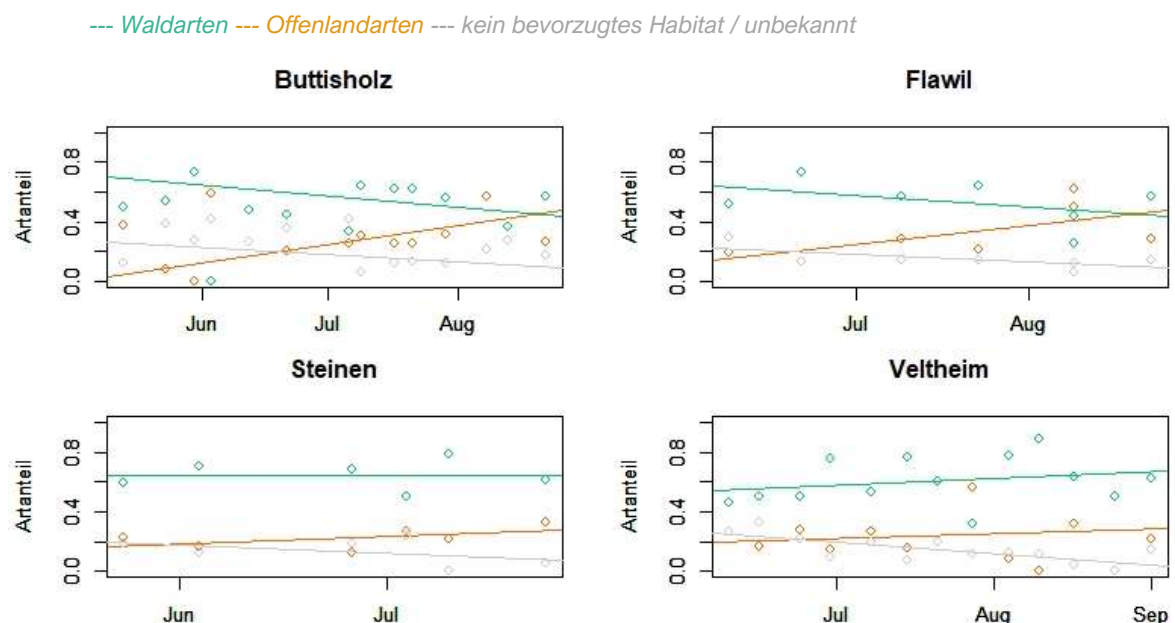 --- Waldarten --- Offenlandarten --- kein bevorzugtes Habitat / unbekannt
Buttisholz
Artanteil
0.8
0.4
0.0
Jun Jul Aug
Flawil
Artanteil
0.8
0.4
0.0
Jul Aug
Steinen
Artanteil
0.8
0.4
0.0
Jun Jul
Veltheim
Artanteil
0.8
0.4
0.0
Jul Aug Sep